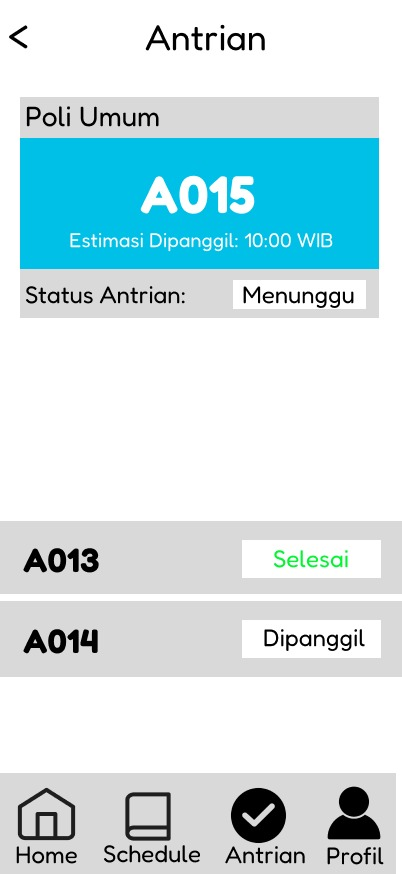 Antrian
Poli Umum
A015
Estimasi Dipanggil: 10:00 WIB
Status Antrian: Menunggu
A013 Selesai
A014 Dipanggil
Home Schedule Antrian Profil